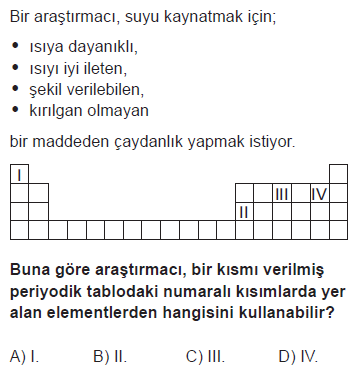 Bir araştırmacı, suyu kaynatmak için;
• ısıya dayanıklı,
• ısıyı iyi ileten,
• şekil verilebilen,
• kırılgan olmayan
bir maddeden çaydanlık yapmak istiyor.
I
III IV
II
Buna göre araştırmacı, bir kısmı verilmiş
periyodik tablodaki numaralı kısımlarda yer
alan elementlerden hangisini kullanabilir?
A) I. B) II. C) III. D) IV.